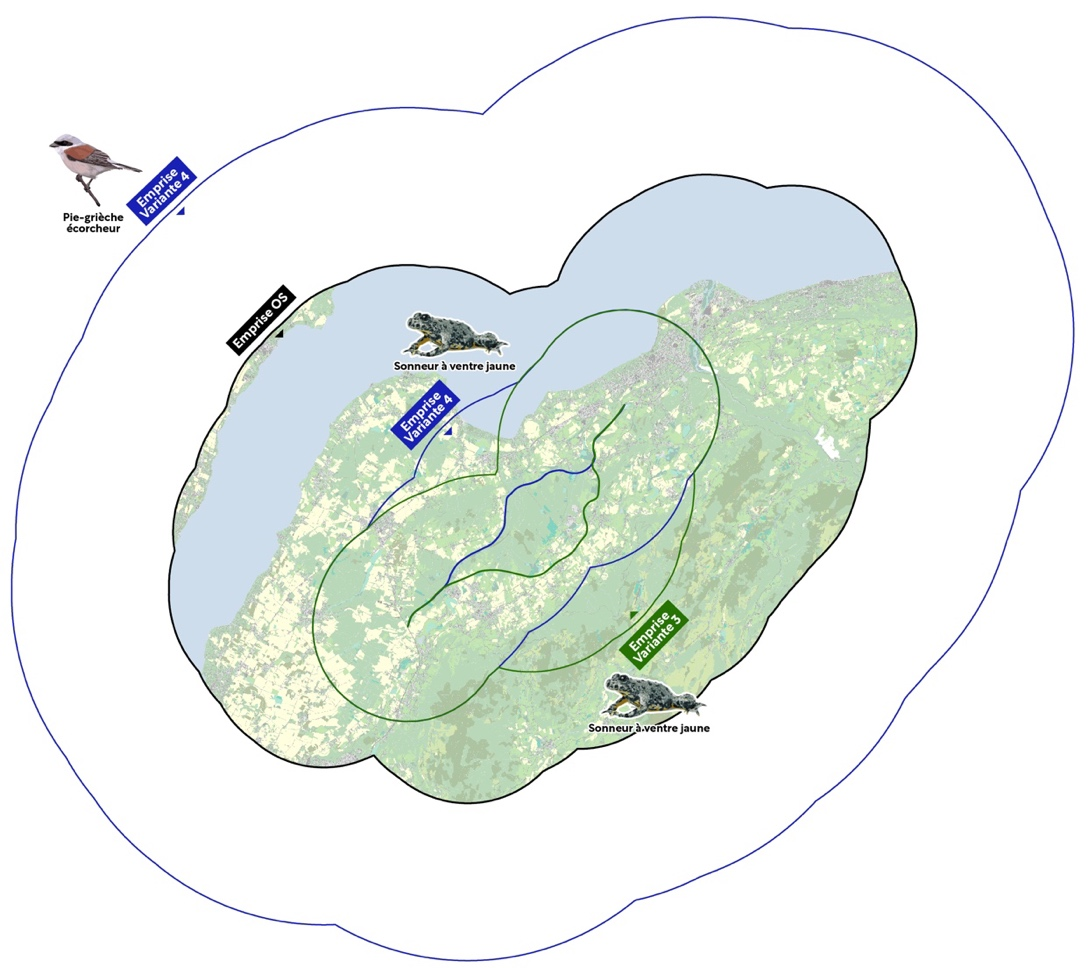 Emprise
Variante 4
Pie-grièche
écorcheur
Emprise OS
Sonneur à ventre jaune
Emprise
Variante 4
Emprise
Variante 3
Sonneur à ventre jaune